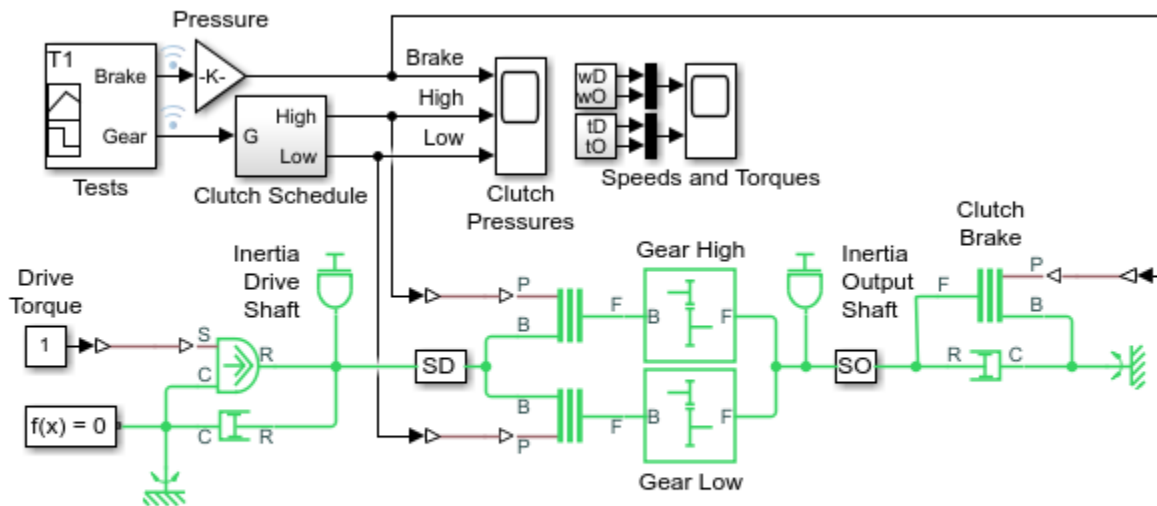 Pressure
T1
Brake
Gear
Tests
-K-
G
High
Low
Clutch Schedule
Brake
High
Low
Clutch
Pressures
wD
wO
tD
tO
Speeds and Torques
Drive
Torque
1
S
C
R
Inertia
Drive
Shaft
f(x) = 0
C
R
SD
P
B
F
B
F
P
Gear High
B
F
B
F
Gear Low
Inertia
Output
Shaft
SO
Clutch
Brake
P
F
B
R
C